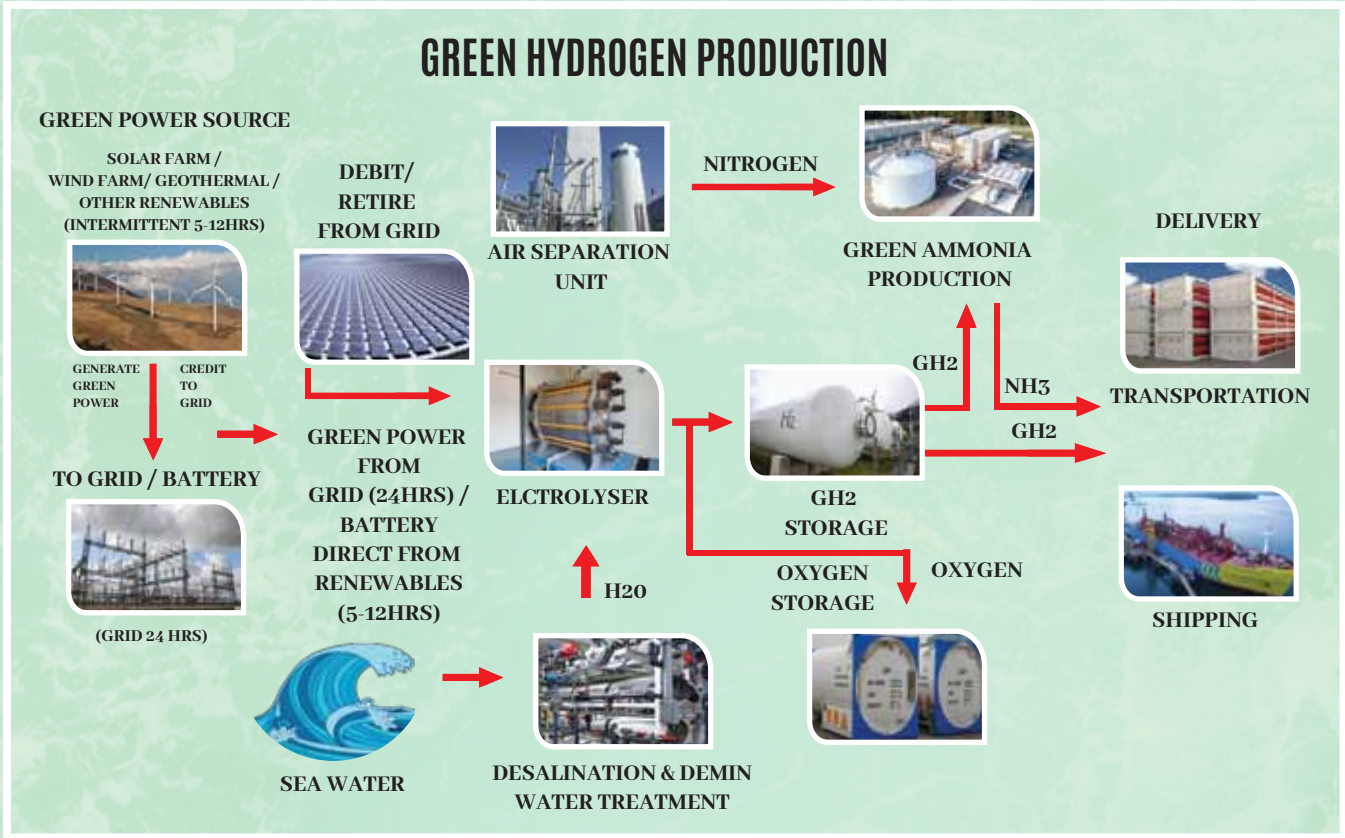 GREEN HYDROGEN PRODUCTION
GREEN POWER SOURCE
SOLAR FARM /
WIND FARM/ GEOTHERMAL /
OTHER RENEWABLES
(INTERMITTENT 5-12HRS)
GENERATE
GREEN
POWER
CREDIT
TO
GRID
TO GRID / BATTERY
(GRID 24 HRS)
DEBIT/
RETIRE
FROM GRID
GREEN POWER
FROM
GRID (24HRS) /
BATTERY
DIRECT FROM
RENEWABLES
(5-12HRS)
SEA WATER
AIR SEPARATION
UNIT
NITROGEN
ELCTROLYSER
H20
DESALINATION & DEMIN
WATER TREATMENT
GREEN AMMONIA
PRODUCTION
GH2
NH3
GH2
H2
GH2
STORAGE
OXYGEN
STORAGE
OXYGEN
DELIVERY
TRANSPORTATION
SHIPPING